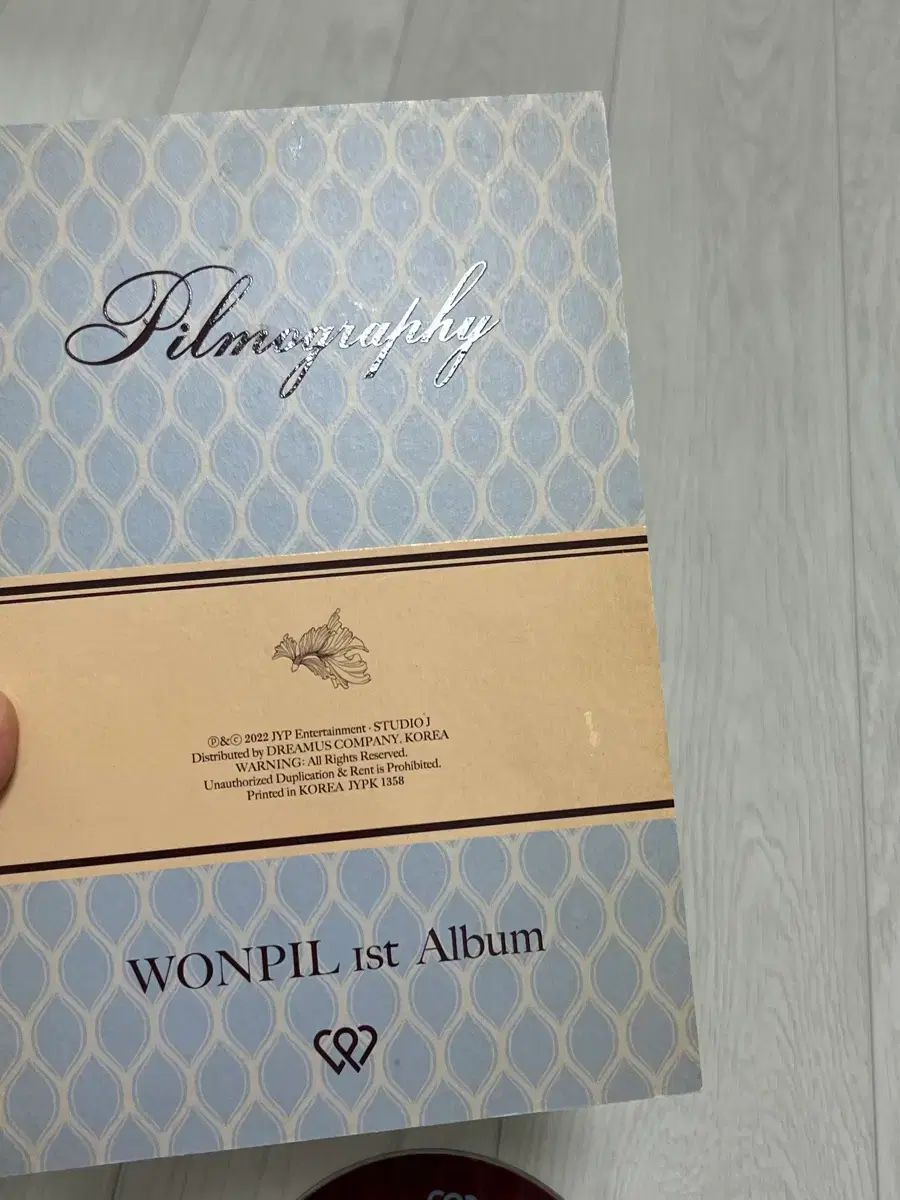 Pilmography
℗&© 2022 JYP Entertainment · STUDIO J
Distributed by DREAMUS COMPANY. KOREA
WARNING: All Rights Reserved.
Unauthorized Duplication & Rent is Prohibited.
Printed in KOREA JYPK 1358
WONPIL 1st Album